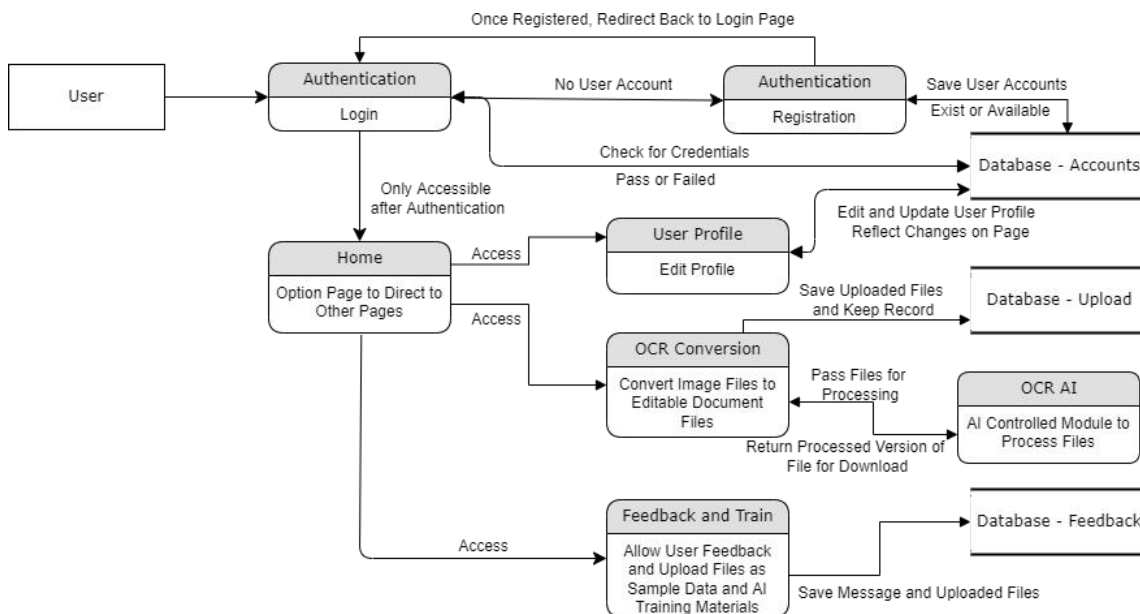 Once Registered, Redirect Back to Login Page
User
Authentication
Login
No User Account
Authentication
Registration
Save User Accounts
Exist or Available
Check for Credentials
Pass or Failed
Database - Accounts
Only Accessible
after Authentication
Edit and Update User Profile
Reflect Changes on Page
Home
Option Page to Direct to
Other Pages
Access
User Profile
Edit Profile
Access
Save Uploaded Files
and Keep Record
Database - Upload
OCR Conversion
Convert Image Files to
Editable Document
Files
Pass Files for
Processing
Return Processed Version of
File for Download
OCR AI
AI Controlled Module to
Process Files
Access
Feedback and Train
Allow User Feedback
and Upload Files as
Sample Data and AI
Training Materials
Database - Feedback
Save Message and Uploaded Files